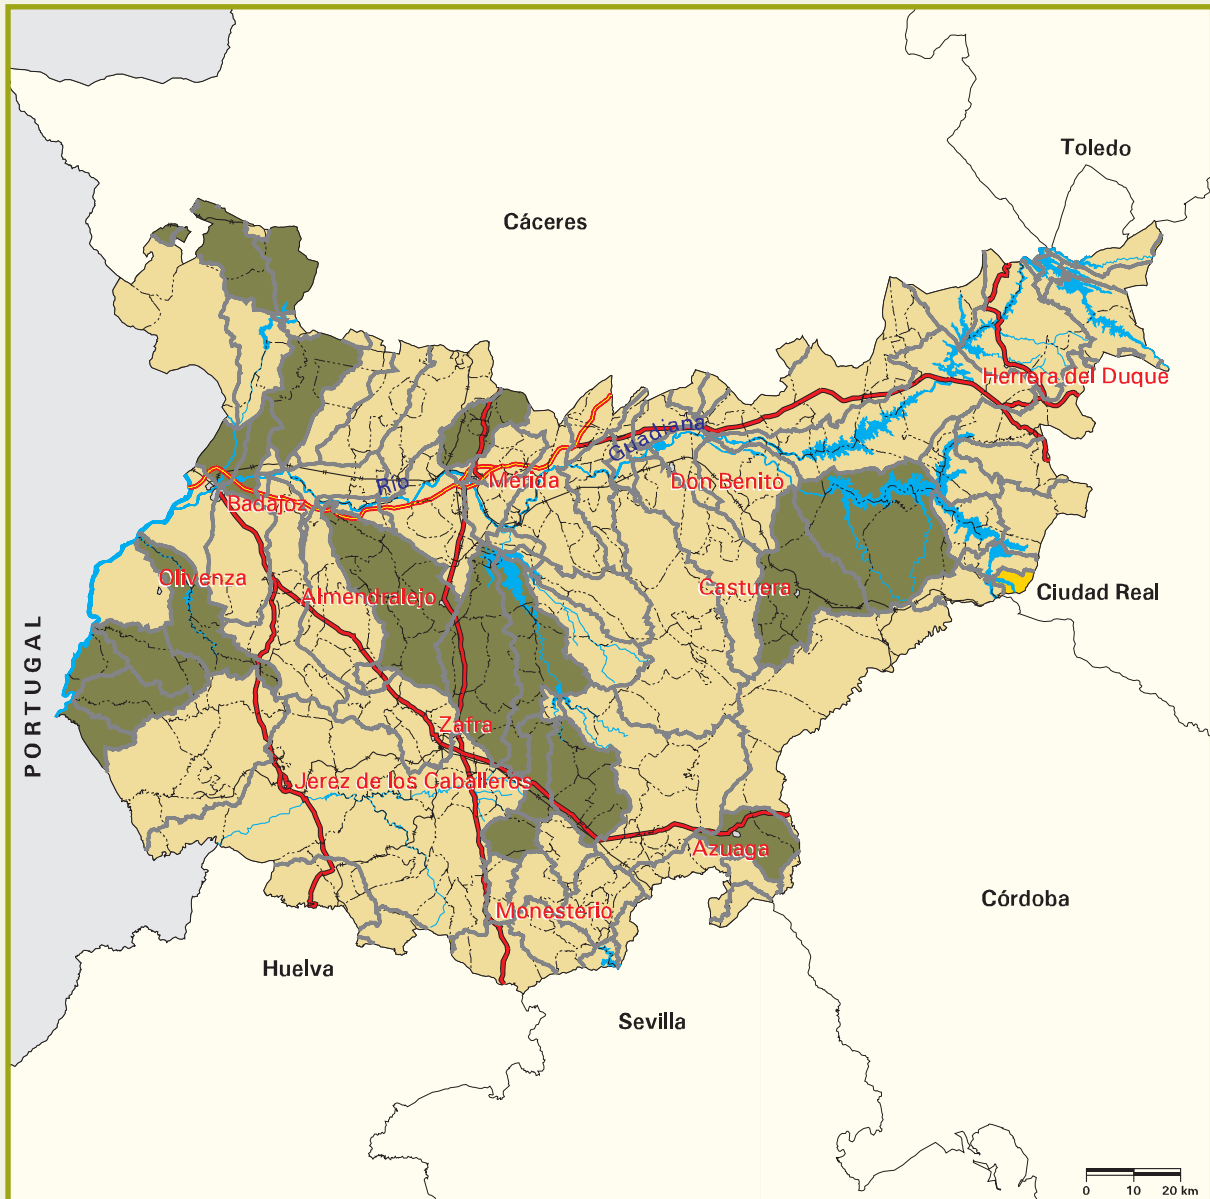 Toledo
Cáceres
Herrera del Duque
Guadiana
Mérida
Don Benito
Río
Badajoz
Olivenza
Almendralejo
Castuera
Ciudad Real
PORTUGAL
Zafra
Jerez de los Caballeros
Azuaga
Córdoba
Monesterio
Huelva
Sevilla
0 10 20 km